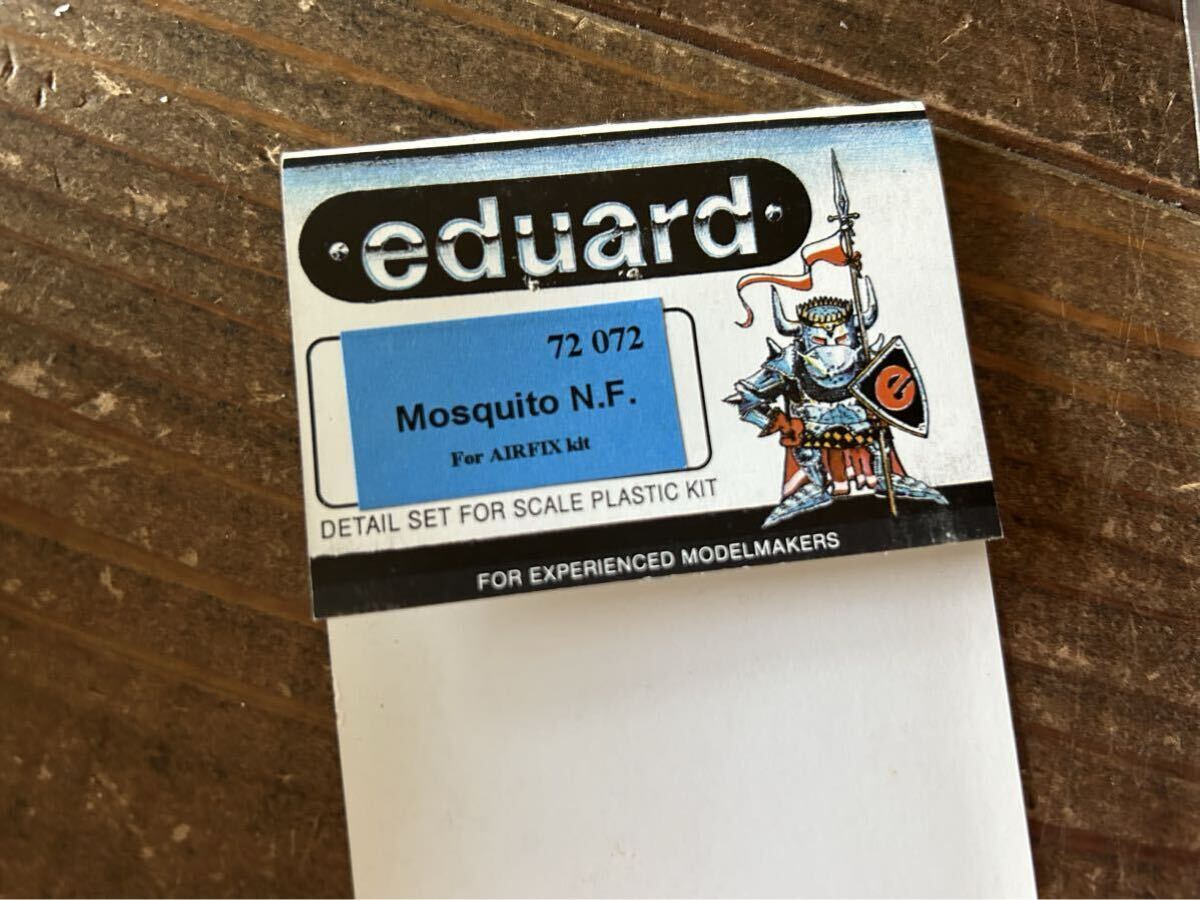 eduard
72 072
Mosquito N.F.
For AIRFIX kit
DETAIL SET FOR SCALE PLASTIC KIT
e
FOR EXPERIENCED MODELMAKERS